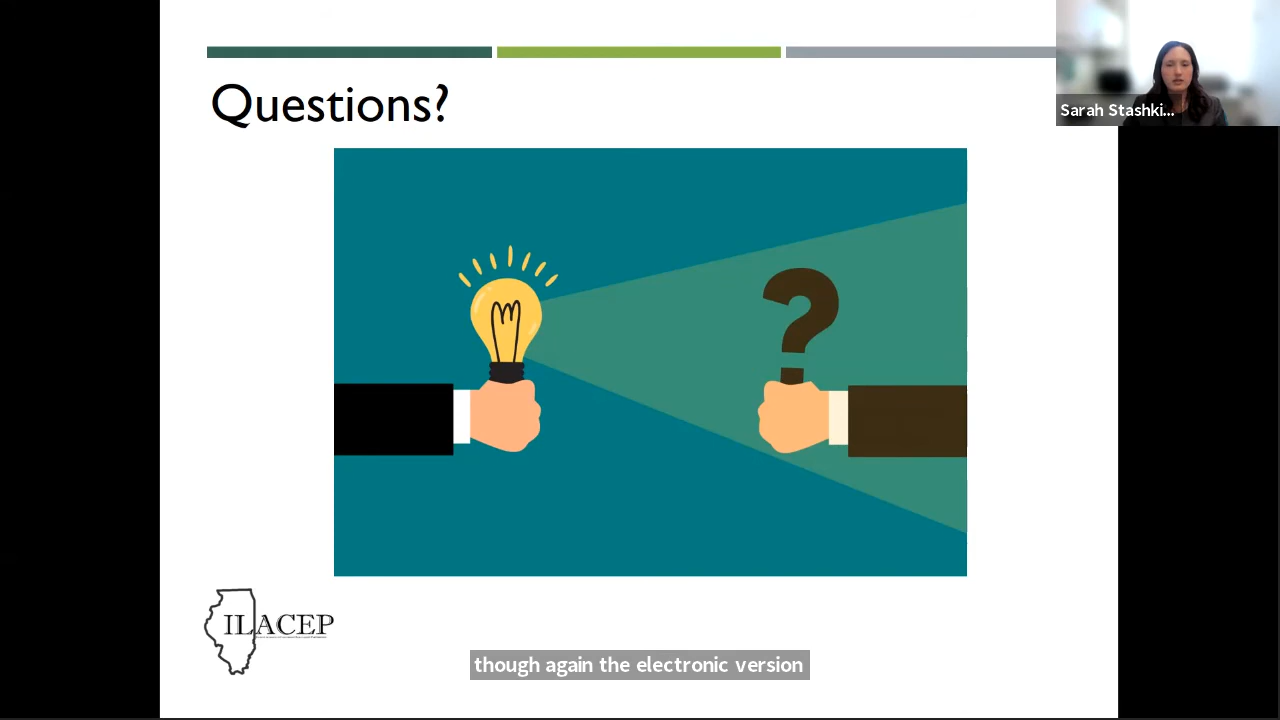 Questions?
Sarah Stashki...
ILACEP
though again the electronic version